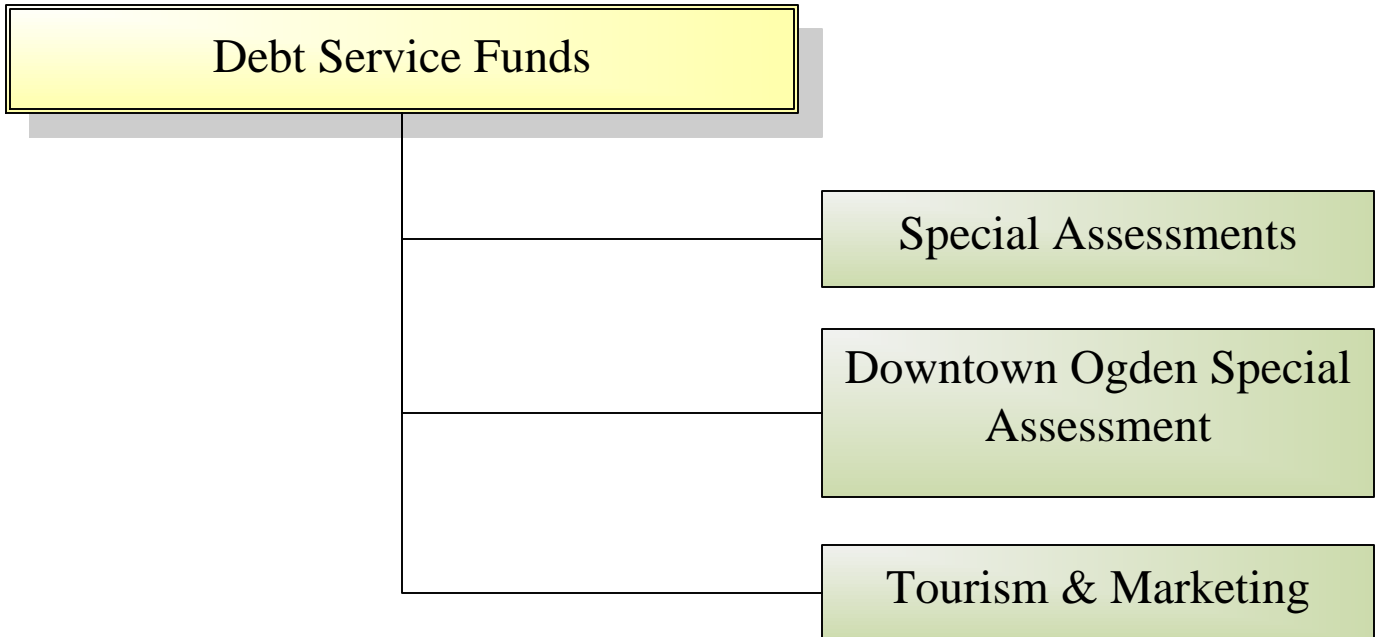 Debt Service Funds
Special Assessments
Downtown Ogden Special
Assessment
Tourism & Marketing